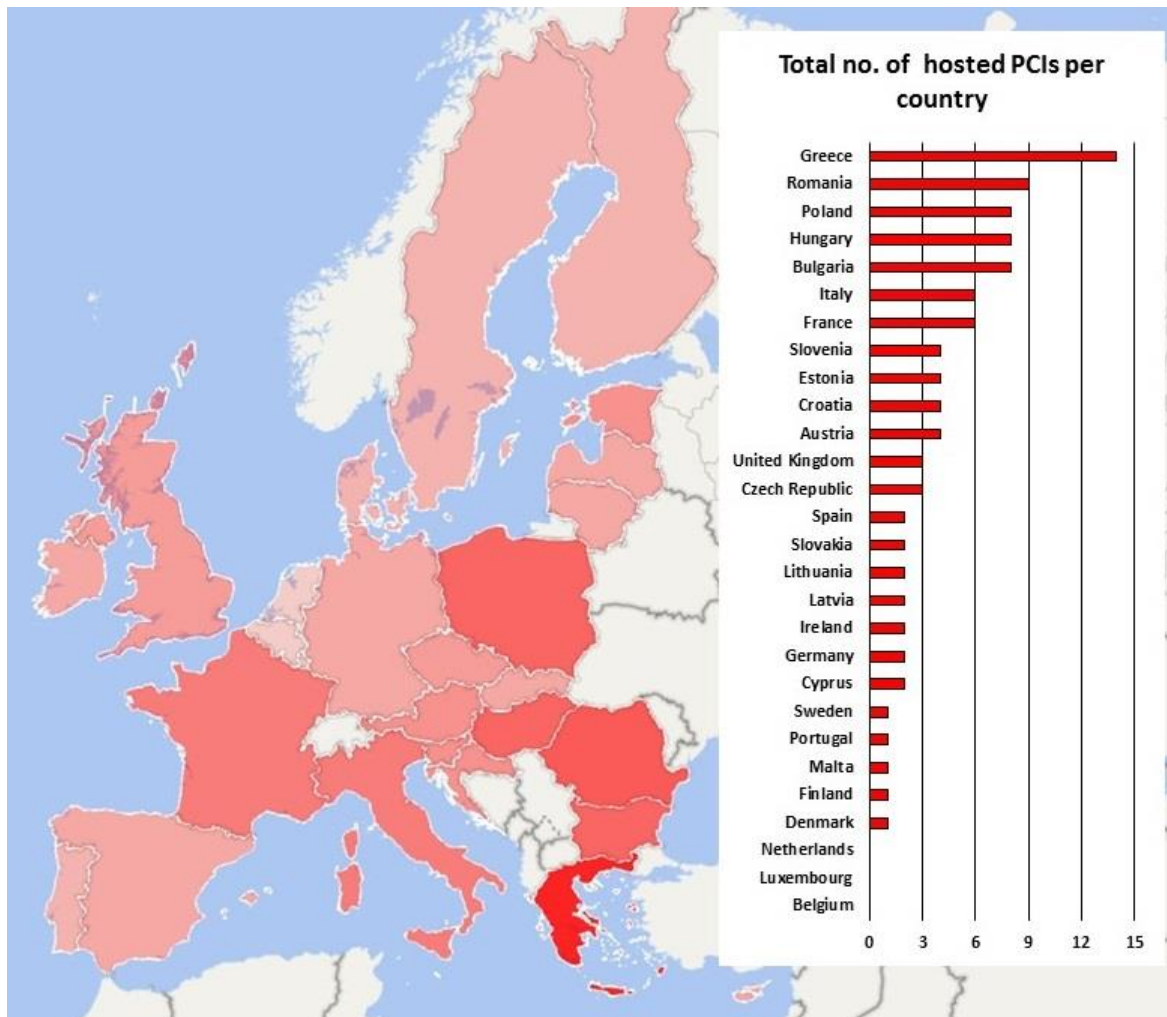 Total no. of hosted PCIs per
country
Greece
Romania
Poland
Hungary
Bulgaria
Italy
France
Slovenia
Estonia
Croatia
Austria
United Kingdom
Czech Republic
Spain
Slovakia
Lithuania
Latvia
Ireland
Germany
Cyprus
Sweden
Portugal
Malta
Finland
Denmark
Netherlands
Luxembourg
Belgium
0 3 6 9 12 15